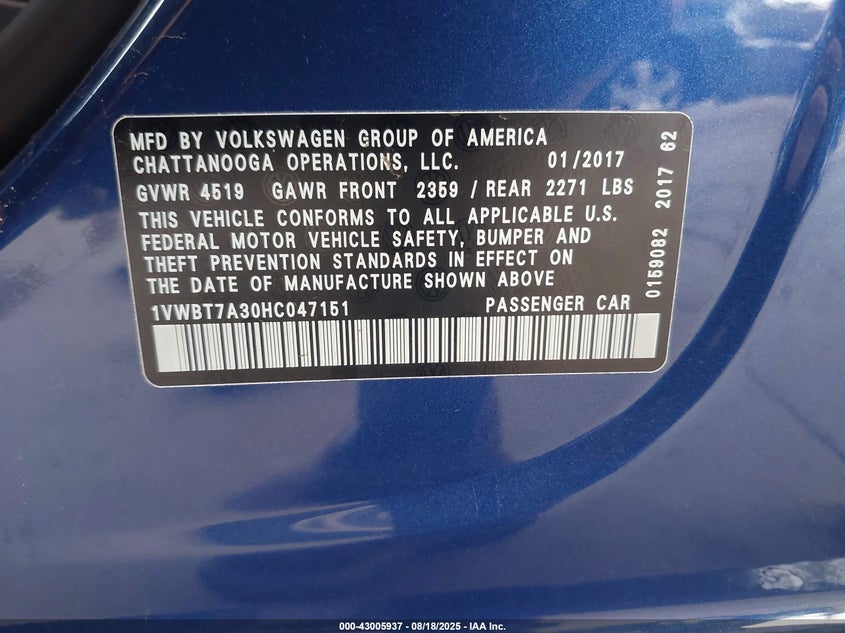 MFD BY VOLKSWAGEN GROUP OF AMERICA
CHATTANOOGA OPERATIONS, LLC. 01/2017
GVWR 4519 GAWR FRONT 2359 / REAR 2271 LBS
THIS VEHICLE CONFORMS TO ALL APPLICABLE U.S.
FEDERAL MOTOR VEHICLE SAFETY, BUMPER AND
THEFT PREVENTION STANDARDS IN EFFECT ON
THE DATE OF MANUFACTURE SHOWN ABOVE
1VWBT7A30HC047151 PASSENGER CAR
0159082 2017 62
000-43005937 - 08/18/2025 - IAA Inc.